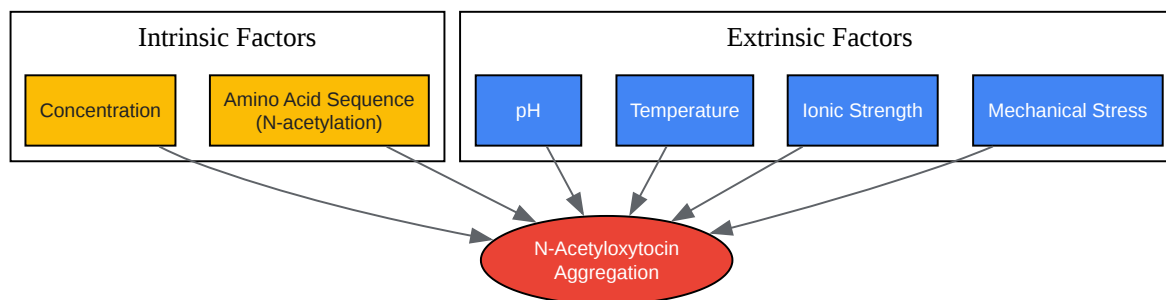 Intrinsic Factors
Extrinsic Factors
Concentration
Amino Acid Sequence
(N-acetylation)
pH
Temperature
Ionic Strength
Mechanical Stress
N-Acetyloxytocin
Aggregation